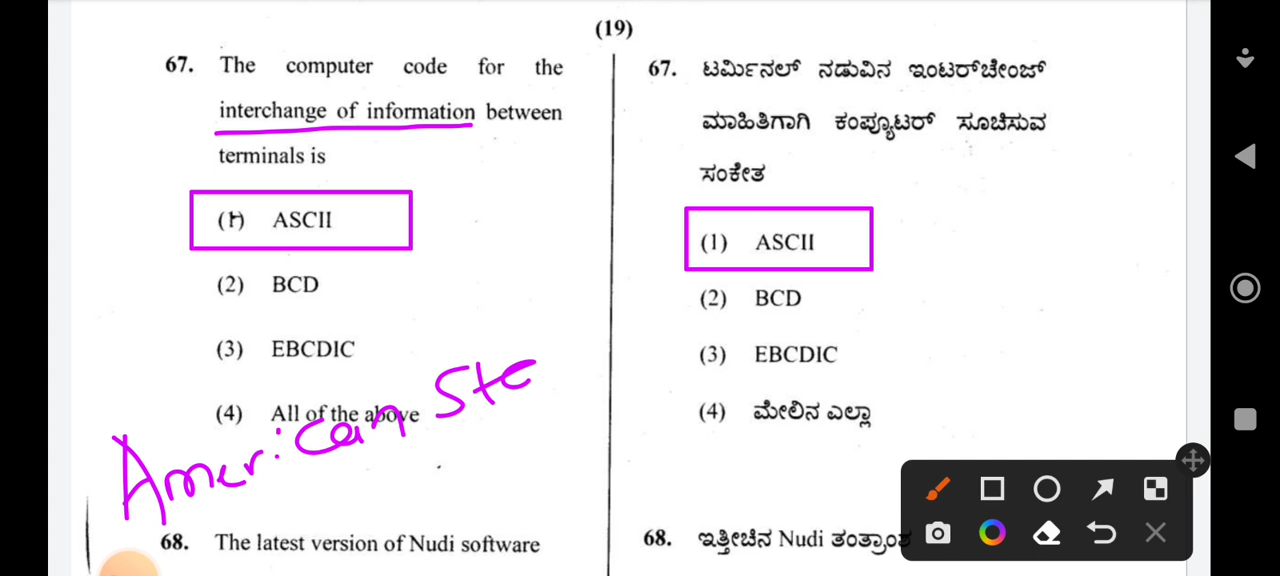 (19)
67. The computer code for the
interchange of information between
terminals is
(1) ASCII
(2) BCD
(3) EBCDIC
(4) All of the above
American Sta
68. The latest version of Nudi software
67. ಟರ್ಮಿನಲ್ ನಡುವಿನ ಇಂಟರ್‌ಚೇಂಜ್
ಮಾಹಿತಿಗಾಗಿ ಕಂಪ್ಯೂಟರ್ ಸೂಚಿಸುವ
ಸಂಕೇತ
(1) ASCII
(2) BCD
(3) EBCDIC
(4) ಮೇಲಿನ ಎಲ್ಲಾ
68. ಇತ್ತೀಚಿನ Nudi ತಂತ್ರಾಂಶ